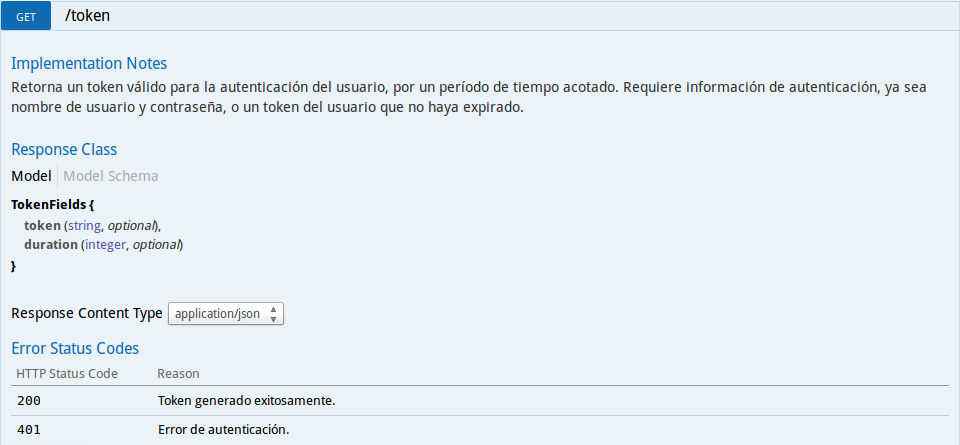 GET /token
Implementation Notes
Retorna un token válido para la autenticación del usuario, por un período de tiempo acotado. Requiere información de autenticación, ya sea
nombre de usuario y contraseña, o un token del usuario que no haya expirado.
Response Class
Model Model Schema
TokenFields {
token (string, optional),
duration (integer, optional)
}
Response Content Type application/json
Error Status Codes
HTTP Status Code Reason
200 Token generado exitosamente.
401 Error de autenticación.